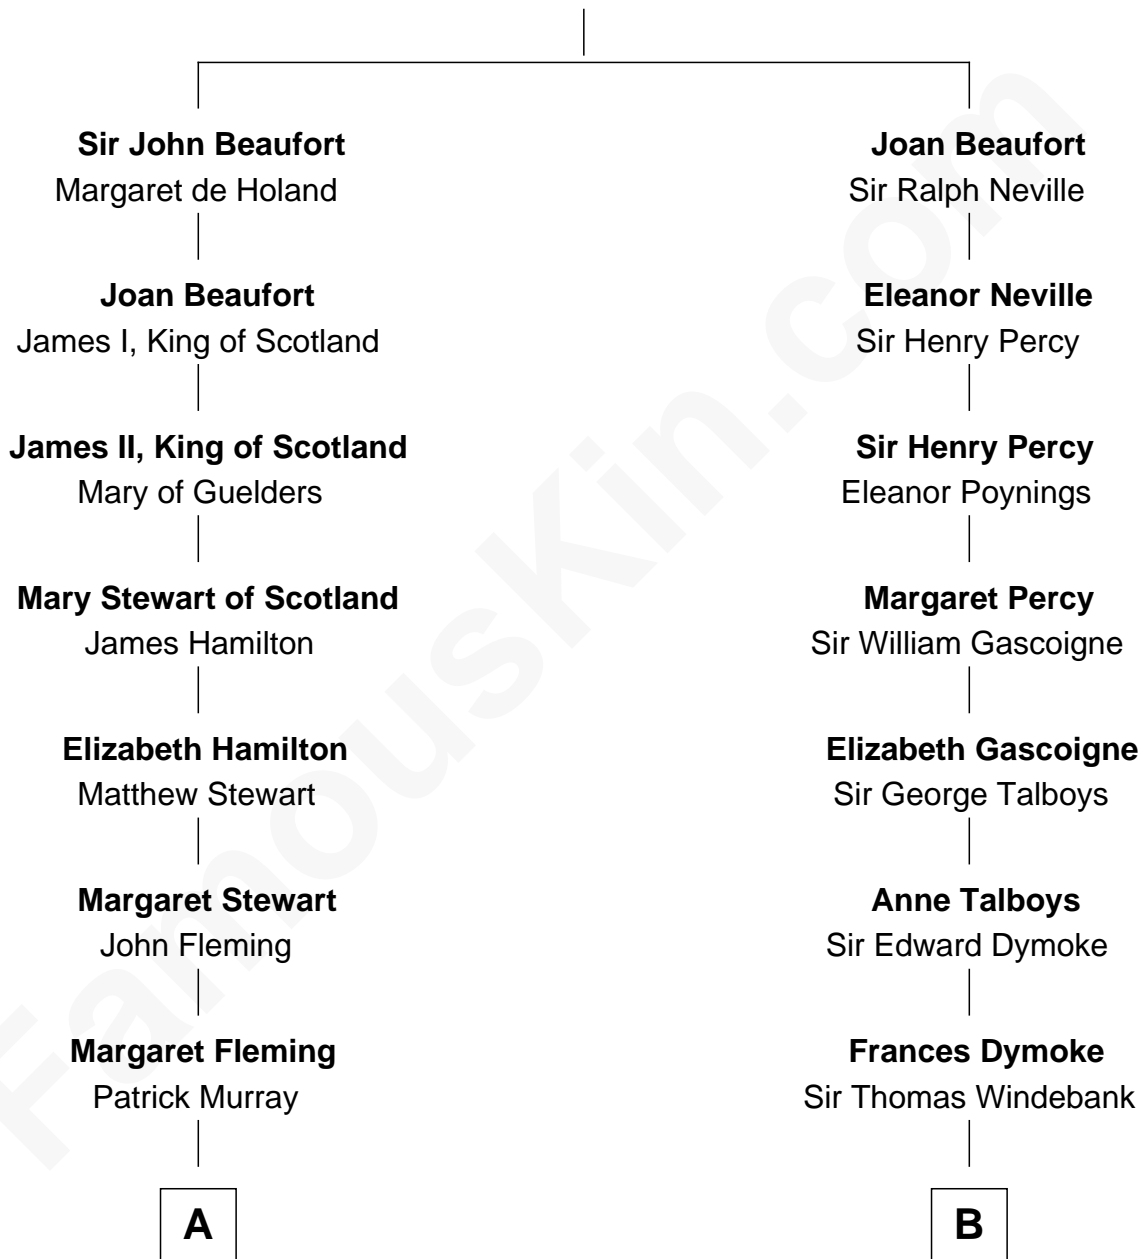 Sir John Beaufort
Margaret de Holand
Joan Beaufort
James I, King of Scotland
James II, King of Scotland
Mary of Guelders
Mary Stewart of Scotland
James Hamilton
Elizabeth Hamilton
Matthew Stewart
Margaret Stewart
John Fleming
Margaret Fleming
Patrick Murray
A
Joan Beaufort
Sir Ralph Neville
Eleanor Neville
Sir Henry Percy
Sir Henry Percy
Eleanor Poynings
Margaret Percy
Sir William Gascoigne
Elizabeth Gascoigne
Sir George Talboys
Anne Talboys
Sir Edward Dymoke
Frances Dymoke
Sir Thomas Windebank
B
FamousKin.com